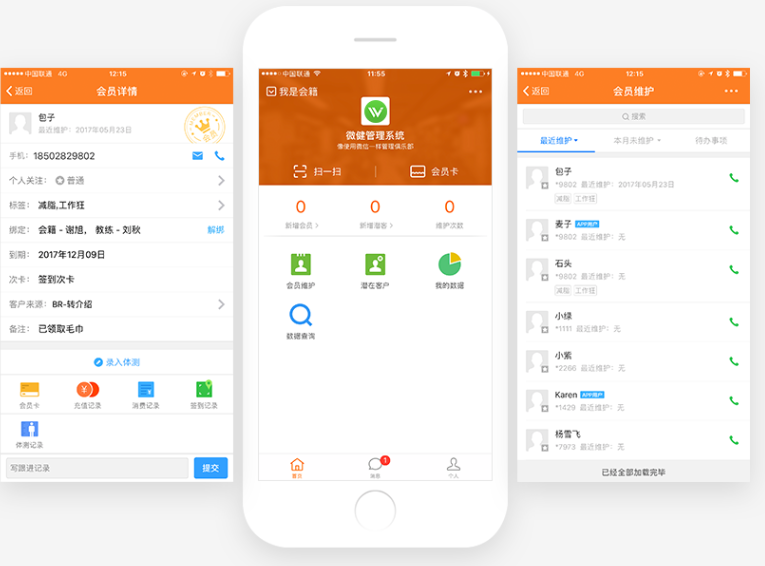 中国联通 4G 12:15
返回 会员详情
包子
最近维护：2017年05月23日
手机：18502829802
个人关注：普通
标签：减脂,工作狂
绑定：会籍 - 谢旭， 教练 - 刘秋 解绑
到期：2017年12月09日
次卡：签到次卡
客户来源：BR-转介绍
备注：已领取毛巾
录入体测
会员卡 充值记录 消费记录 签到记录
体测记录
写跟进记录 提交
中国联通 11:55
我是会籍
微健管理系统
像使用微信一样管理俱乐部
扫一扫 会员卡
0 0 0
新增会员 新增潜客 维护次数
会员维护 潜在客户 我的数据
数据查询
1
首页 消息 个人
中国联通 4G 12:15
返回 会员维护
搜索
最近维护 本月未维护 待办事项
包子
*9802 最近维护：2017年05月23日
减脂 工作狂
麦子 APP用户
*9802 最近维护：无
石头
*9802 最近维护：无
减脂 工作狂
小绿
*1111 最近维护：无
小紫
*2266 最近维护：无
Karen APP用户
*1429 最近维护：无
杨雪飞
*7973 最近维护：无
已经全部加载完毕